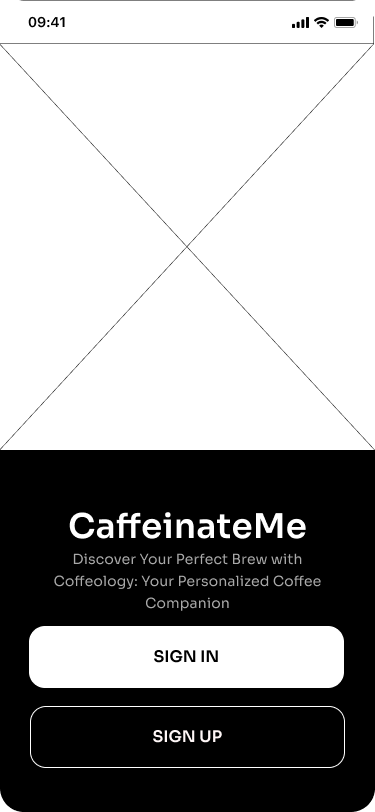 09:41
CaffeinateMe
Discover Your Perfect Brew with
Coffeology: Your Personalized Coffee
Companion
SIGN IN
SIGN UP